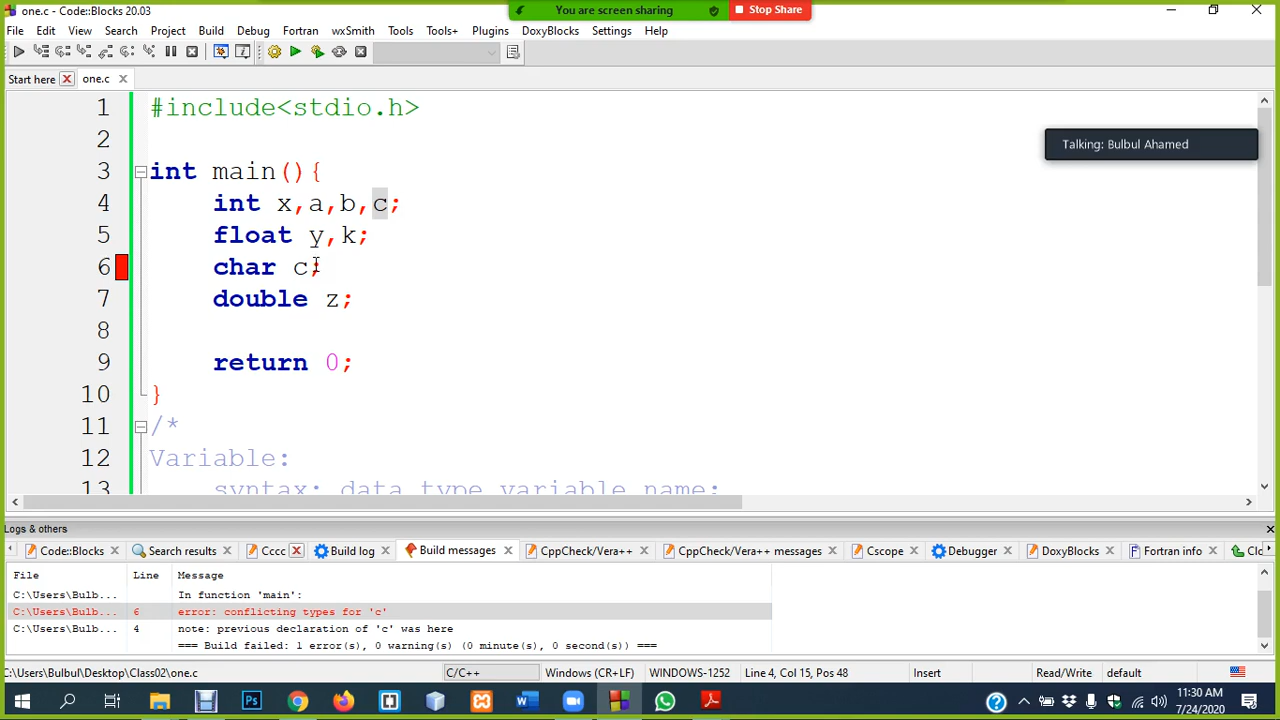 one.c - Code::Blocks 20.03
You are screen sharing
Stop Share
File Edit View Search Project Build Debug Fortran wxSmith Tools Tools+ Plugins DoxyBlocks Settings Help
Start here one.c
1 #include<stdio.h>
2
3 int main(){
4 int x,a,b,c;
5 float y,k;
6 char c;
7 double z;
8
9 return 0;
10 }
11 /*
12 Variable:
13 syntax: data_type variable_name;
Talking: Bulbul Ahamed
Logs & others
Code::Blocks Search results Cccc Build log Build messages CppCheck/Vera++ CppCheck/Vera++ messages Cscope Debugger DoxyBlocks Fortran info Clo
File Line Message
In function 'main':
C:\Users\Bulb... 6 error: conflicting types for 'c'
C:\Users\Bulb... 4 note: previous declaration of 'c' was here
=== Build failed: 1 error(s), 0 warning(s) (0 minute(s), 0 second(s)) ===
C:\Users\Bulbul\Desktop\Class02\one.c C/C++ Windows (CR+LF) WINDOWS-1252 Line 4, Col 15, Pos 48 Insert Read/Write default
11:30 AM
7/24/2020